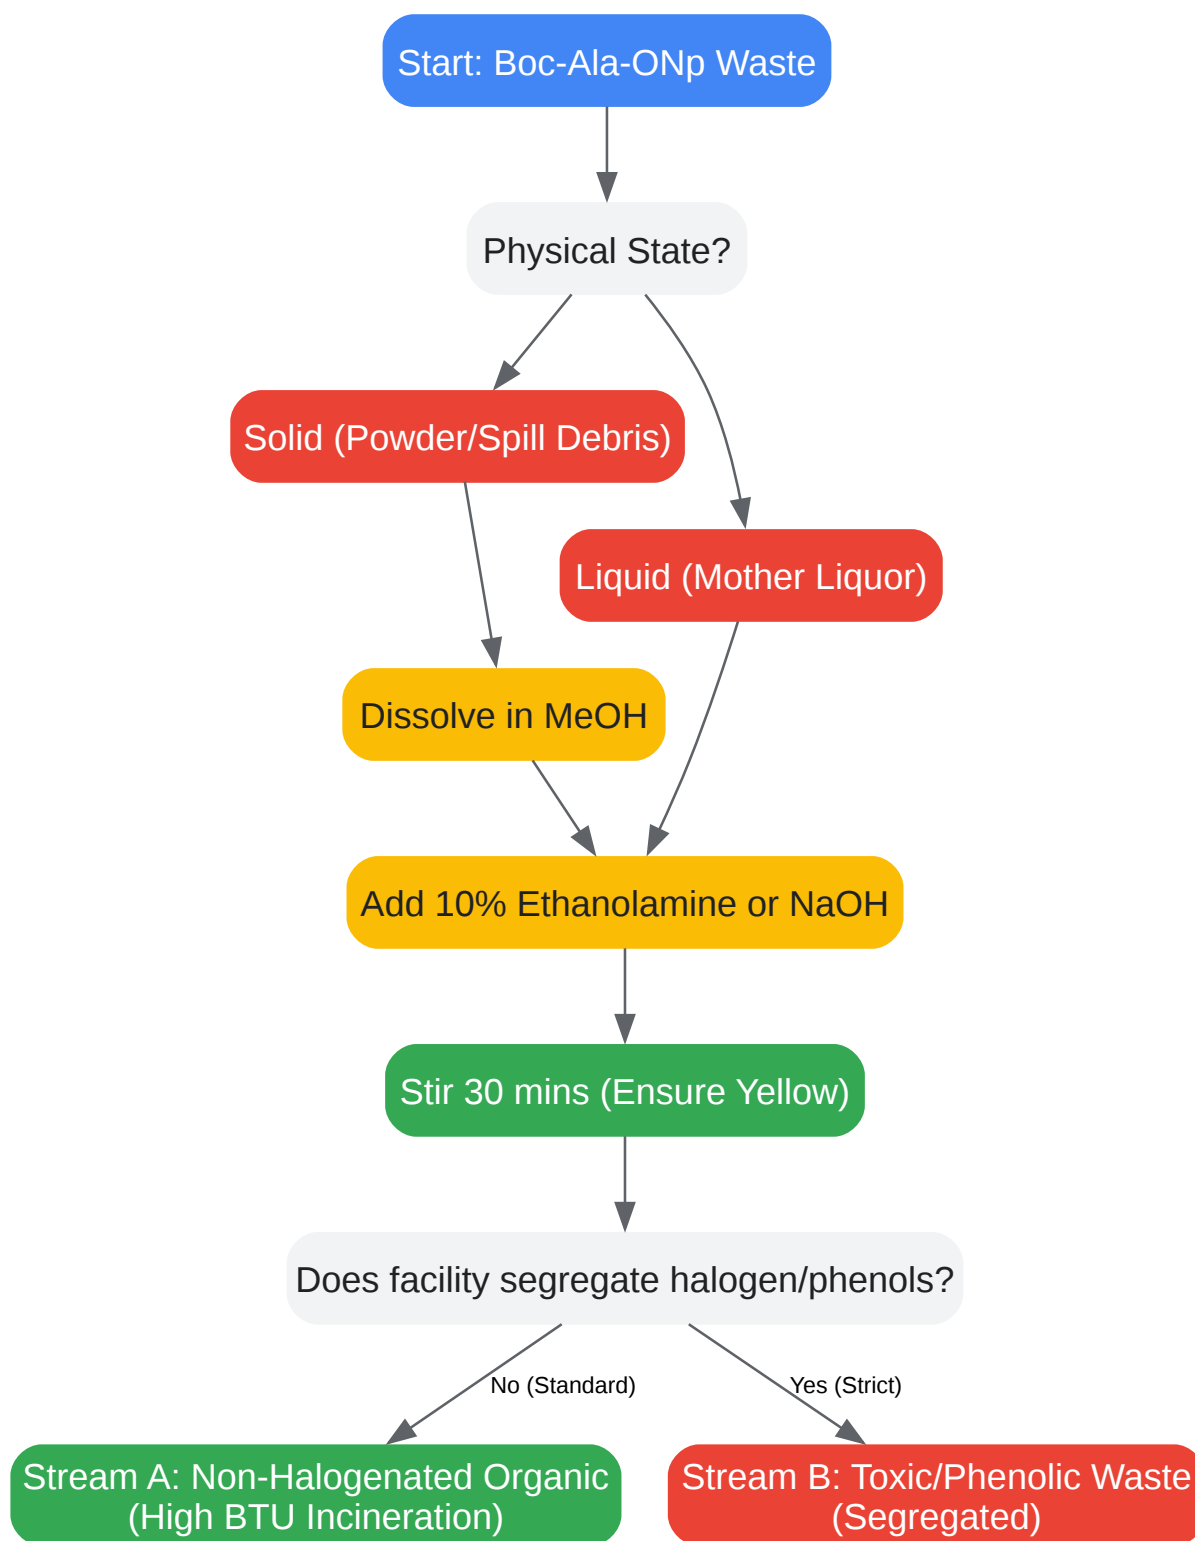 Start: Boc-Ala-ONp Waste
Physical State?
Solid (Powder/Spill Debris)
Liquid (Mother Liquor)
Dissolve in MeOH
Add 10% Ethanolamine or NaOH
Stir 30 mins (Ensure Yellow)
Does facility segregate halogen/phenols?
No (Standard)
Yes (Strict)
Stream A: Non-Halogenated Organic
(High BTU Incineration)
Stream B: Toxic/Phenolic Waste
(Segregated)